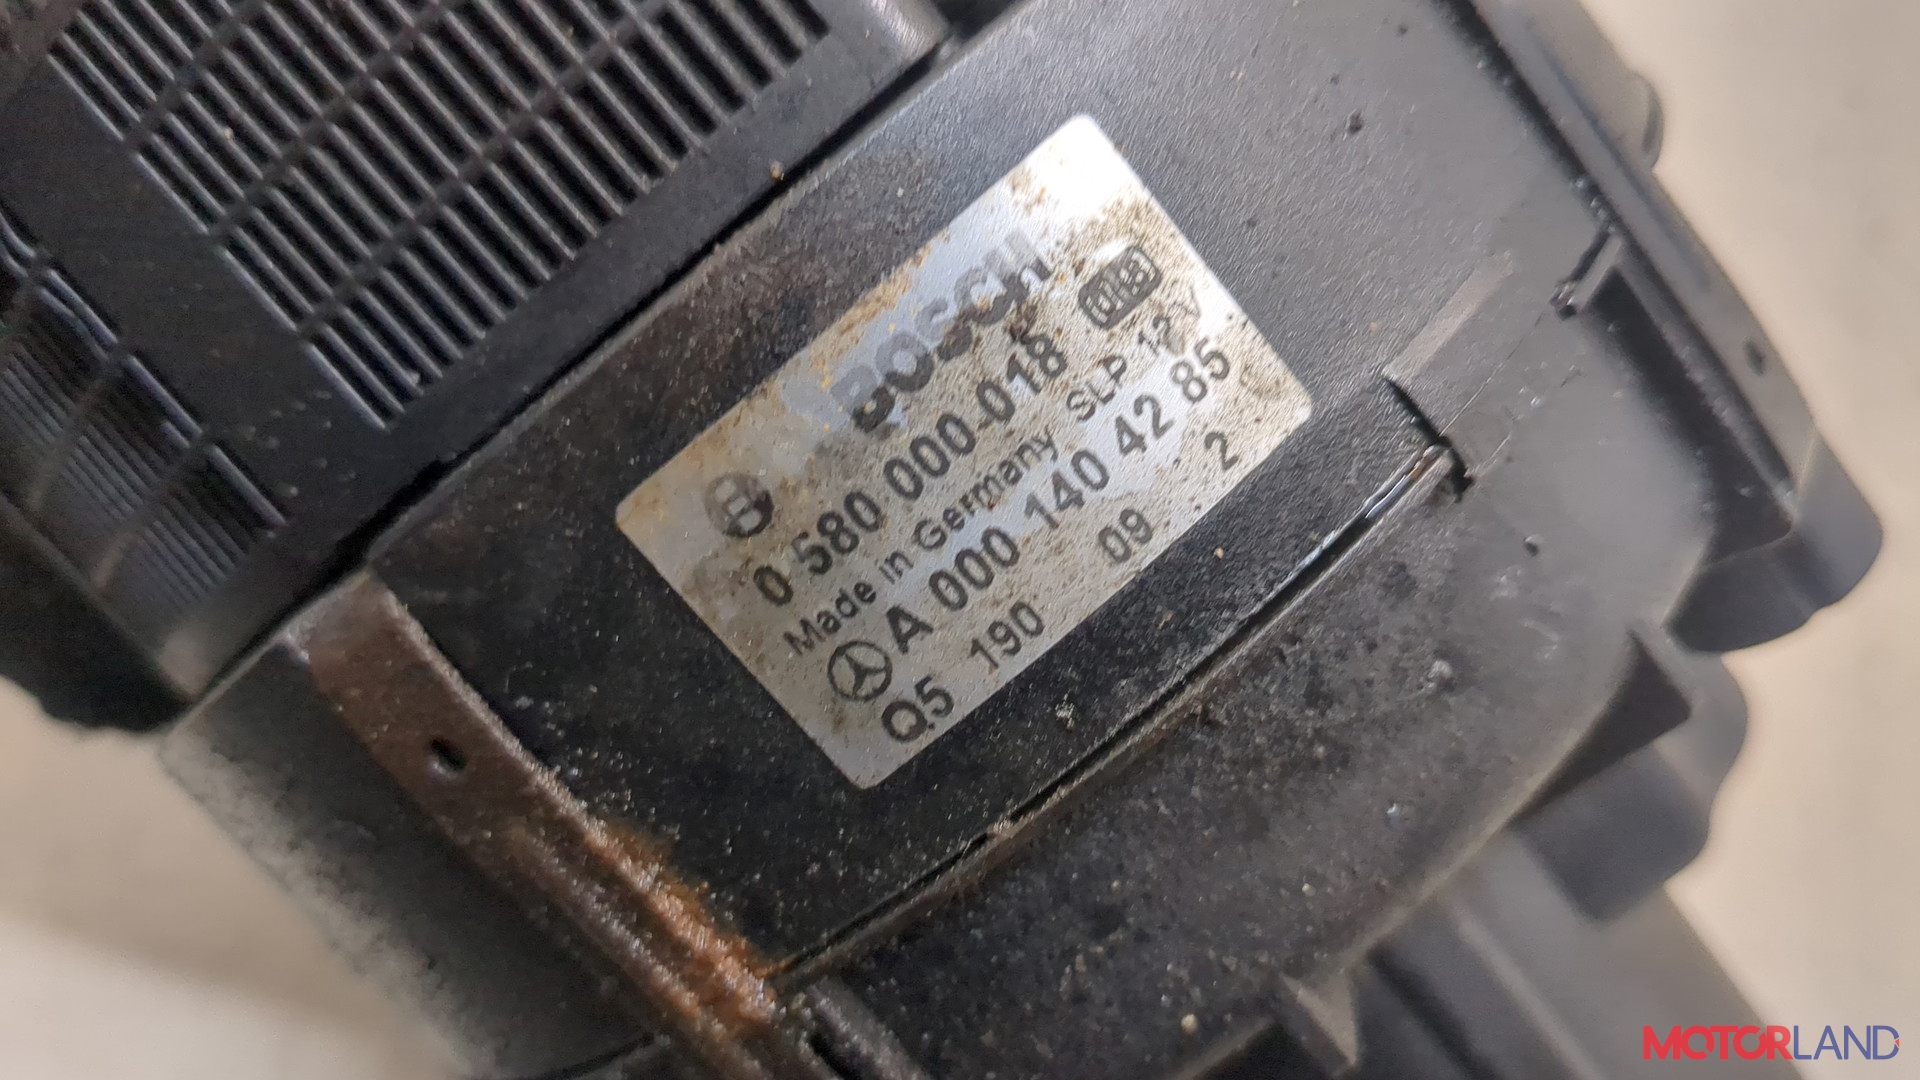 BOSCH
0 580 000 018
Made in Germany SLP 12 V
A 000 140 42 85
Q5 190 09 2
MOTORLAND